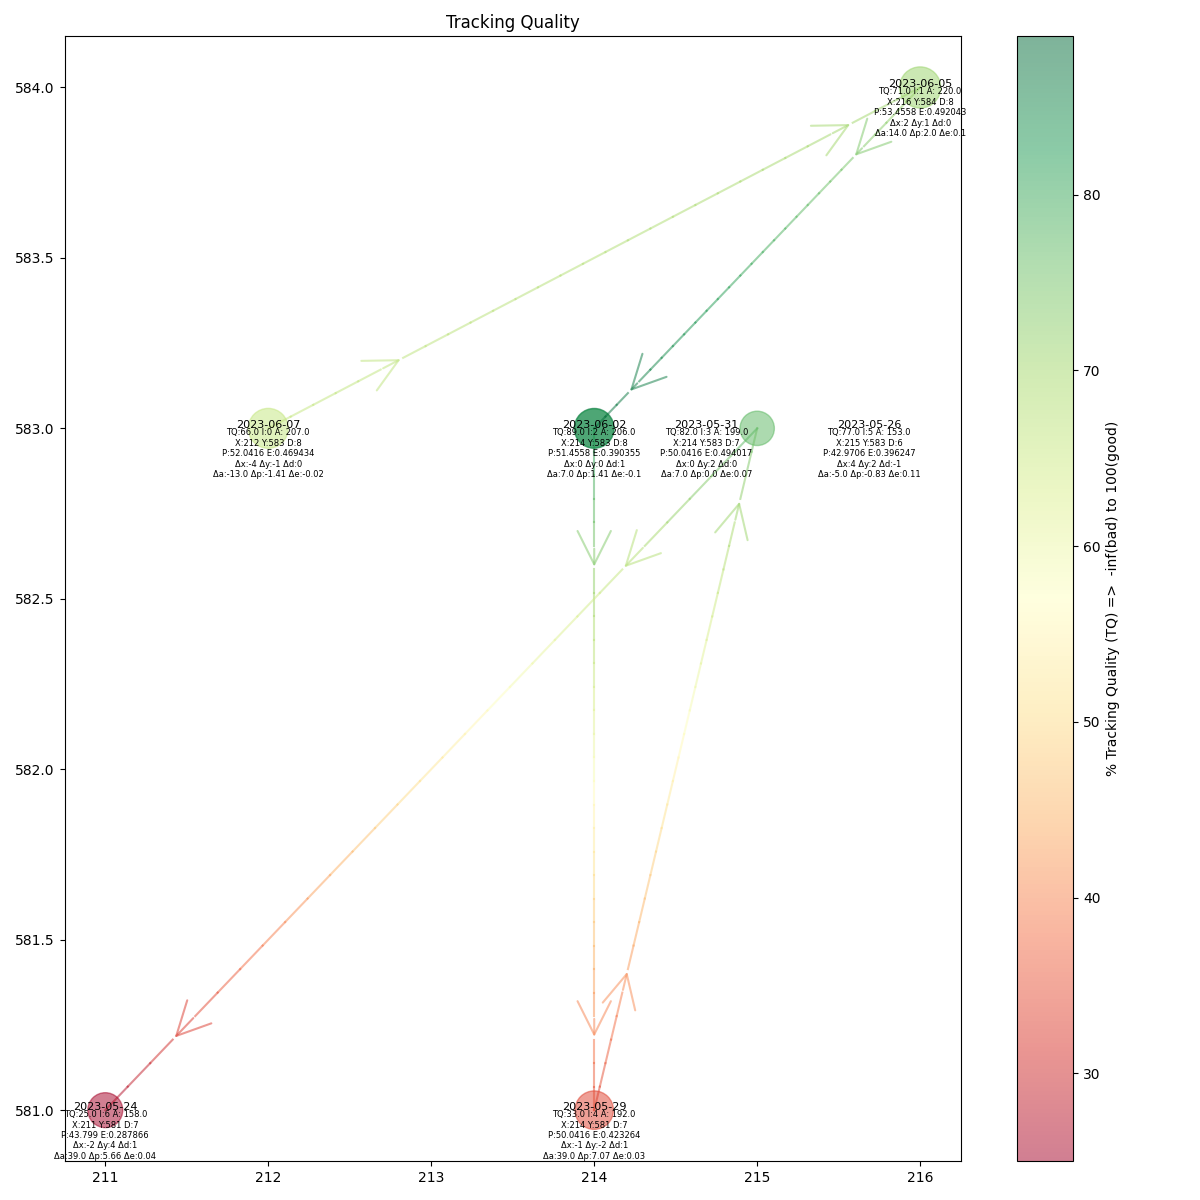 Tracking Quality
584.0
583.5
583.0
582.5
582.0
581.5
581.0
211
212
213
214
215
216
2023-06-05
TQ:71.0 I:1 A: 220.0
X:216 Y:584 D:8
P:53.4558 E:0.492043
Δx:2 Δy:1 Δd:0
Δa:14.0 Δp:2.0 Δe:0.1
2023-06-07
TQ:66.0 I:0 A: 207.0
X:212 Y:583 D:8
P:52.0416 E:0.469434
Δx:-4 Δy:-1 Δd:0
Δa:-13.0 Δp:-1.41 Δe:-0.02
2023-06-02
TQ:89.0 I:2 A: 206.0
X:214 Y:583 D:8
P:51.4558 E:0.390355
Δx:0 Δy:0 Δd:1
Δa:7.0 Δp:1.41 Δe:-0.1
2023-05-31
TQ:82.0 I:3 A: 199.0
X:214 Y:583 D:7
P:50.0416 E:0.494017
Δx:0 Δy:2 Δd:0
Δa:7.0 Δp:0.0 Δe:0.07
2023-05-26
TQ:77.0 I:5 A: 153.0
X:215 Y:583 D:6
P:42.9706 E:0.396247
Δx:4 Δy:2 Δd:-1
Δa:-5.0 Δp:-0.83 Δe:0.11
2023-05-24
TQ:25.0 I:6 A: 158.0
X:211 Y:581 D:7
P:43.799 E:0.287866
Δx:-2 Δy:4 Δd:1
Δa:39.0 Δp:5.66 Δe:0.04
2023-05-29
TQ:33.0 I:4 A: 192.0
X:214 Y:581 D:7
P:50.0416 E:0.423264
Δx:-1 Δy:-2 Δd:1
Δa:39.0 Δp:7.07 Δe:0.03
80
70
60
50
40
30
% Tracking Quality (TQ) => -inf(bad) to 100(good)